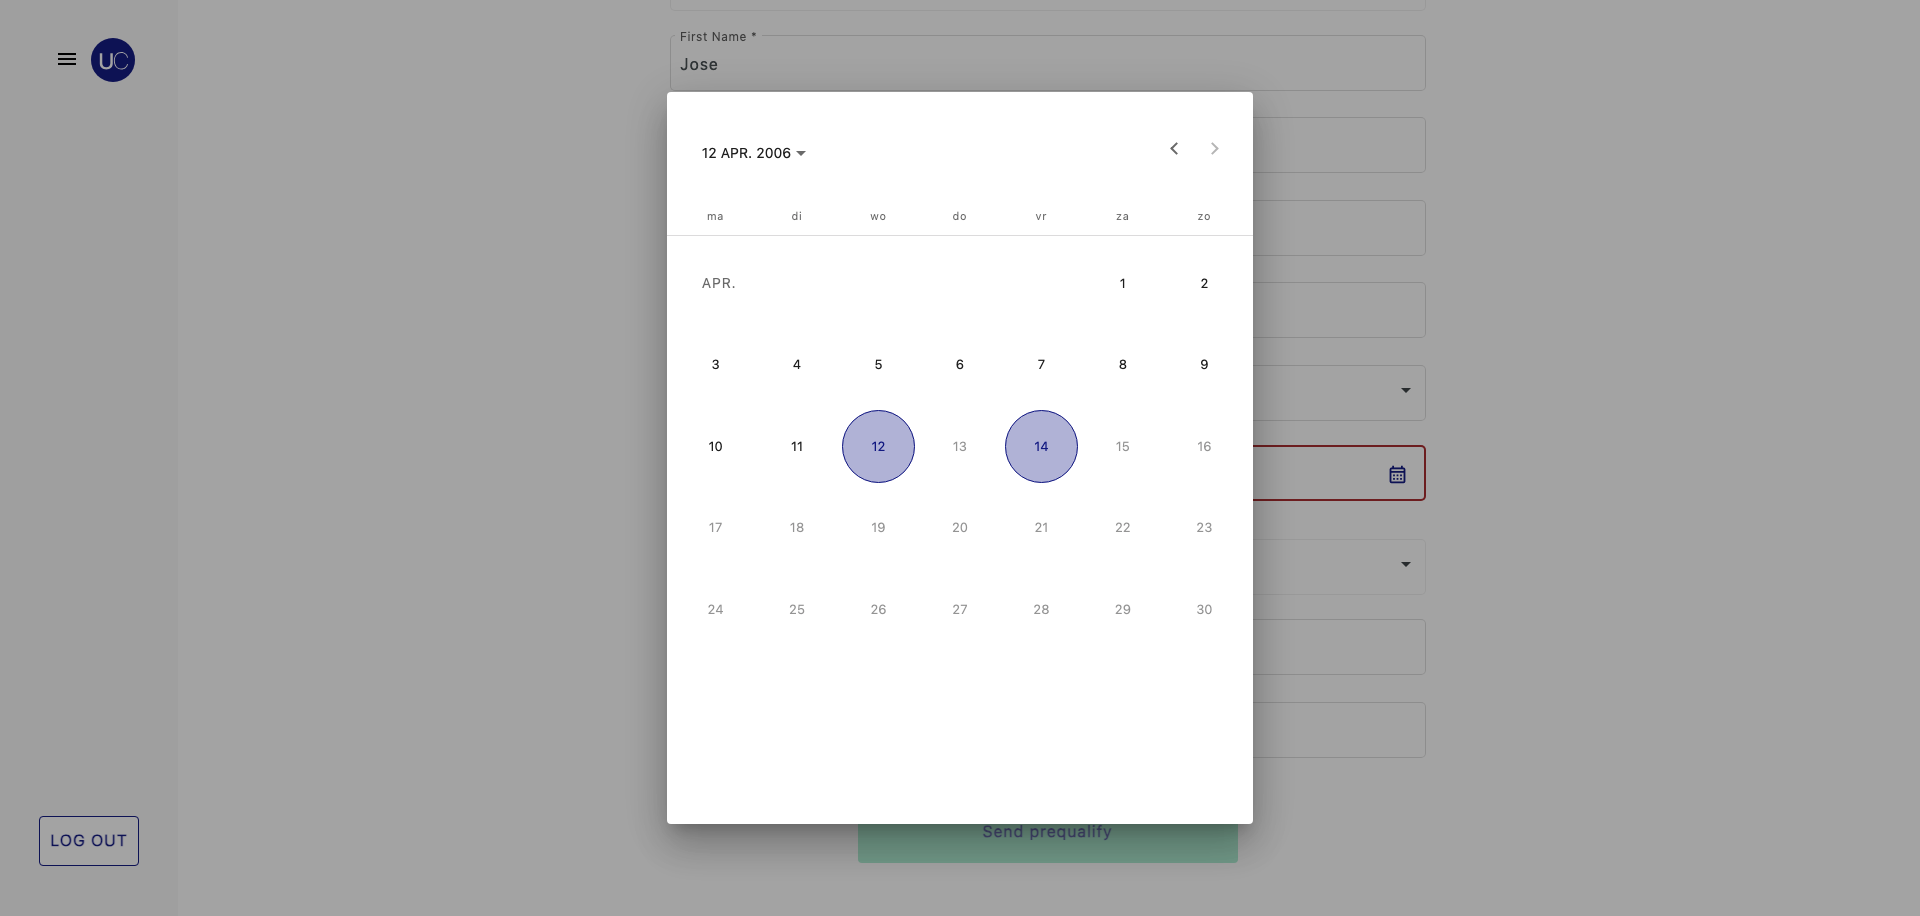 UC
First Name *
Jose
12 APR. 2006
ma di wo do vr za zo
APR. 1 2
3 4 5 6 7 8 9
10 11 12 13 14 15 16
17 18 19 20 21 22 23
24 25 26 27 28 29 30
Send prequalify
LOG OUT